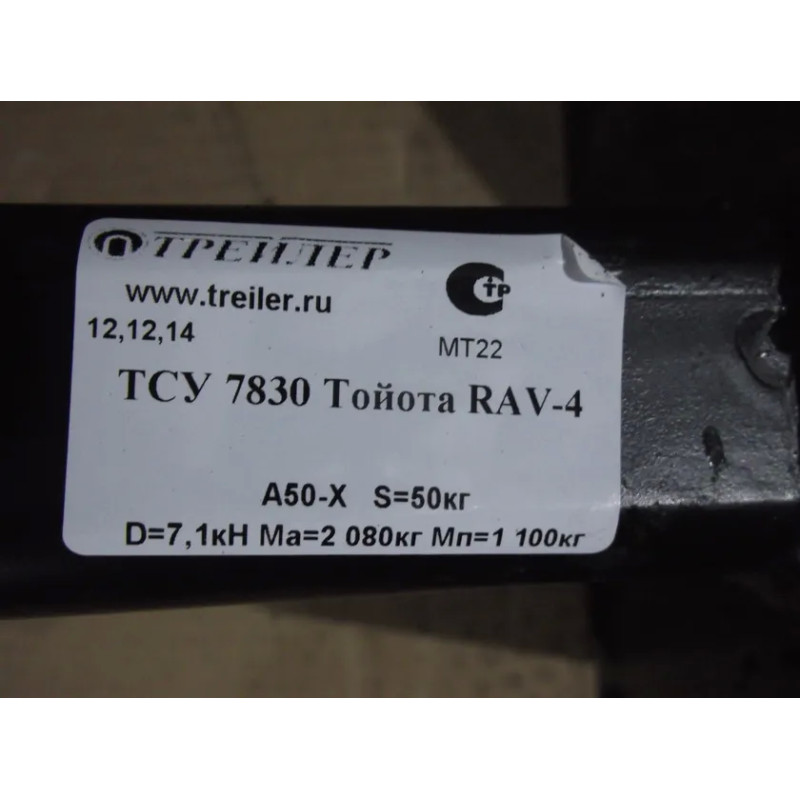 ТРЕЙЛЕР
www.treiler.ru
12,12,14
СТР
МТ22
ТСУ 7830 Тойота RAV-4
А50-Х S=50кг
D=7,1кН Ма=2 080кг Мп=1 100кг